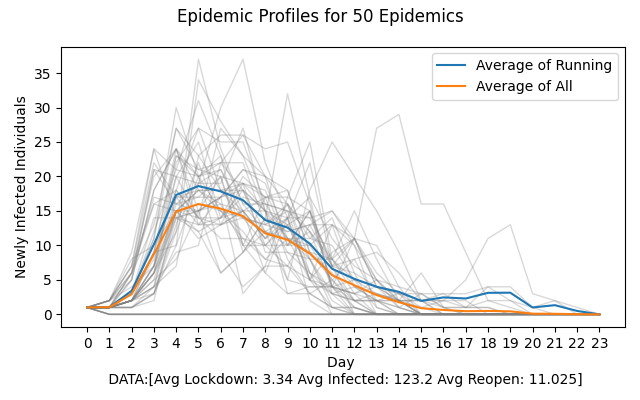 Epidemic Profiles for 50 Epidemics
Average of Running
Average of All
Newly Infected Individuals
35
30
25
20
15
10
5
0
0 1 2 3 4 5 6 7 8 9 10 11 12 13 14 15 16 17 18 19 20 21 22 23
Day
DATA:[Avg Lockdown: 3.34 Avg Infected: 123.2 Avg Reopen: 11.025]